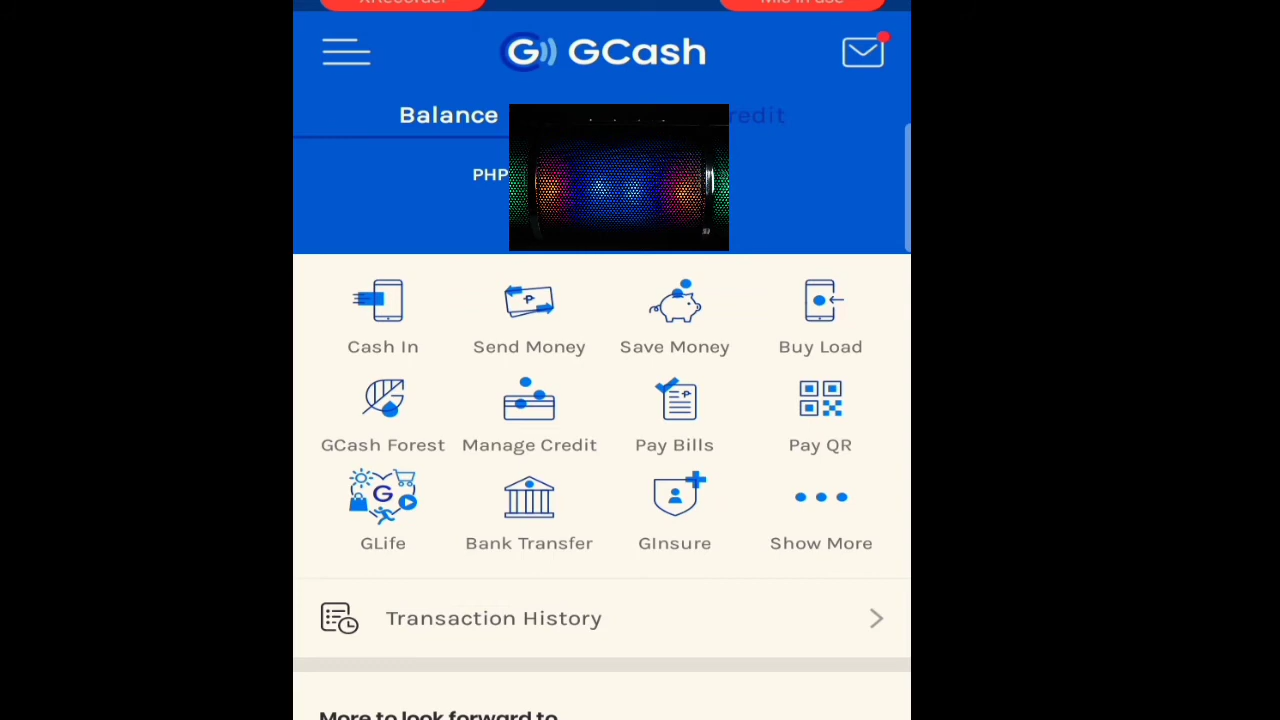 GCash
Balance
PHP
Cash In
Send Money
Save Money
Buy Load
GCash Forest
Manage Credit
Pay Bills
Pay QR
GLife
Bank Transfer
GInsure
Show More
Transaction History
More to look forward to